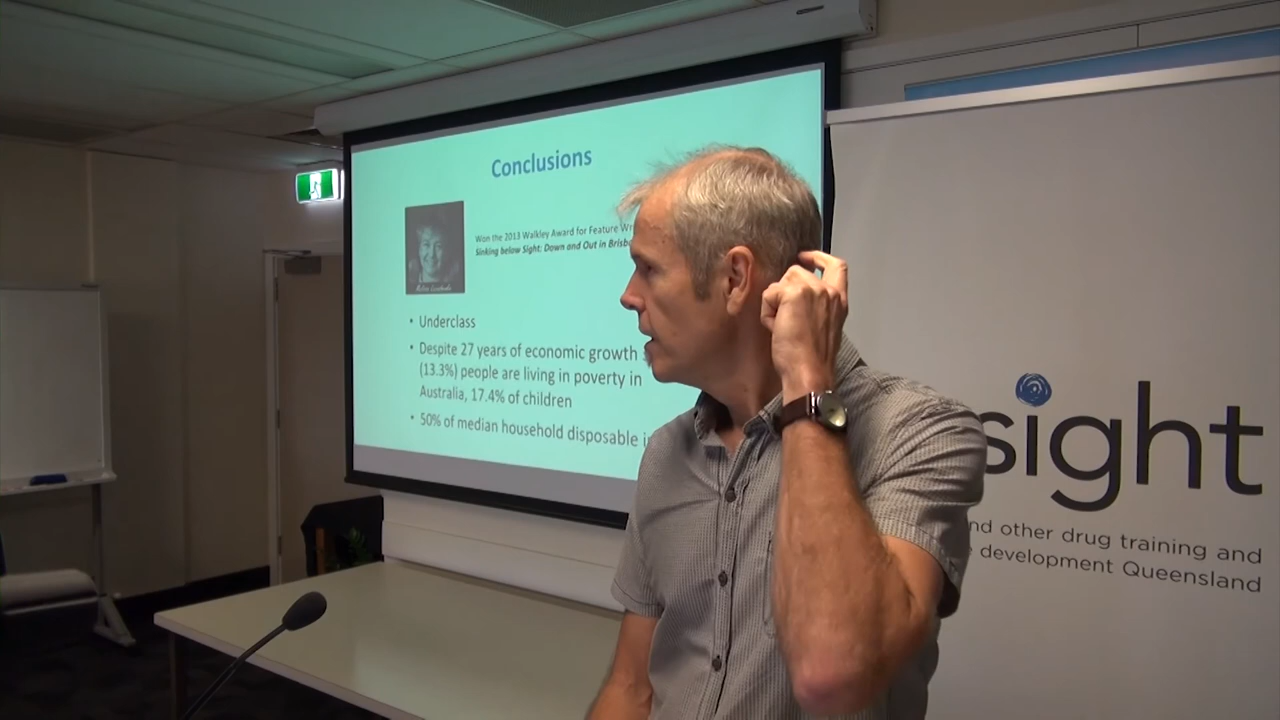 Conclusions
Won the 2013 Walkley Award for Feature Wr
Sinking below Sight: Down and Out in Brisb
• Underclass
• Despite 27 years of economic growth
(13.3%) people are living in poverty in
Australia, 17.4% of children
• 50% of median household disposable i
sight
nd other drug training and
development Queensland